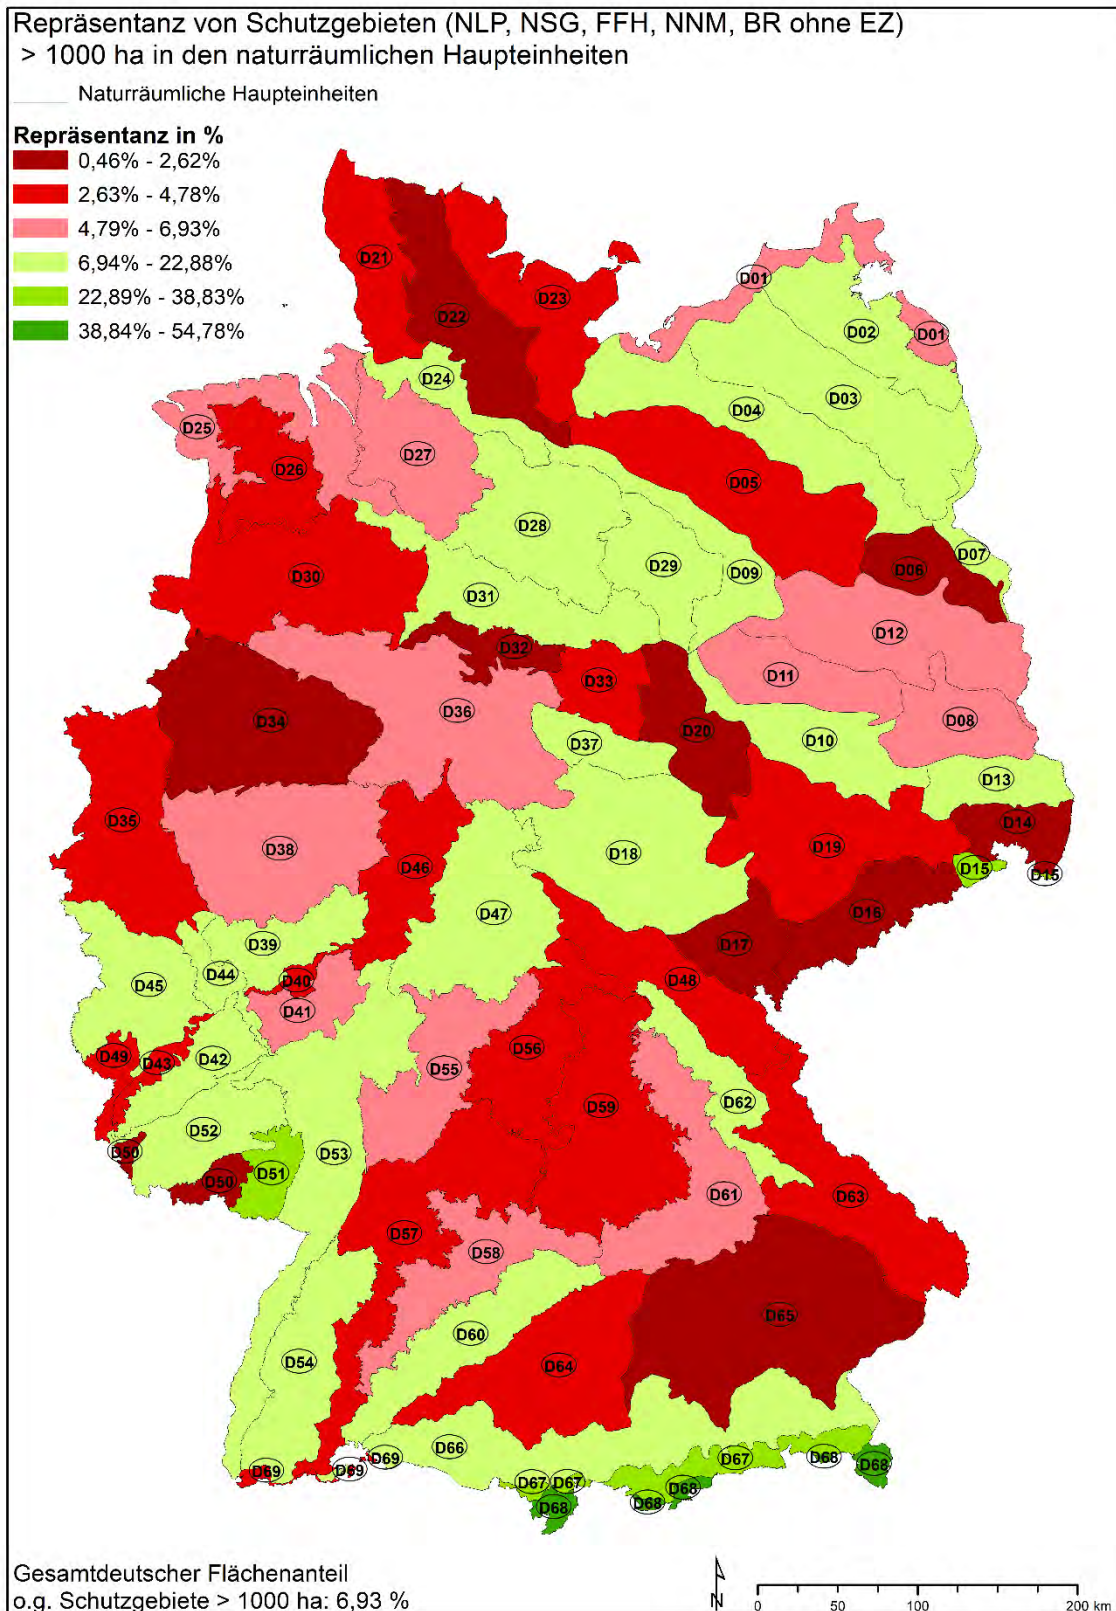 Repräsentanz von Schutzgebieten (NLP, NSG, FFH, NNM, BR ohne EZ)
> 1000 ha in den naturräumlichen Haupteinheiten
Naturräumliche Haupteinheiten
Repräsentanz in %
0,46% - 2,62%
2,63% - 4,78%
4,79% - 6,93%
6,94% - 22,88%
22,89% - 38,83%
38,84% - 54,78%
D21
D22
D23
D01
D01
D02
D24
D03
D04
D25
D27
D26
D05
D28
D07
D29
D09
D06
D30
D31
D12
D32
D11
D33
D36
D34
D08
D20
D37
D10
D13
D35
D14
D38
D18
D19
D46
D15
D15
D47
D16
D39
D17
D44
D40
D48
D45
D41
D56
D49
D43
D42
D55
D62
D59
D52
D50
D53
D50
D51
D61
D63
D57
D58
D65
D60
D54
D64
D66
D69
D69
D69
D67
D68
D68
D67
D67
D68
D68
D68
Gesamtdeutscher Flächenanteil
o.g. Schutzgebiete > 1000 ha: 6,93 %
N
0 50 100 200 km